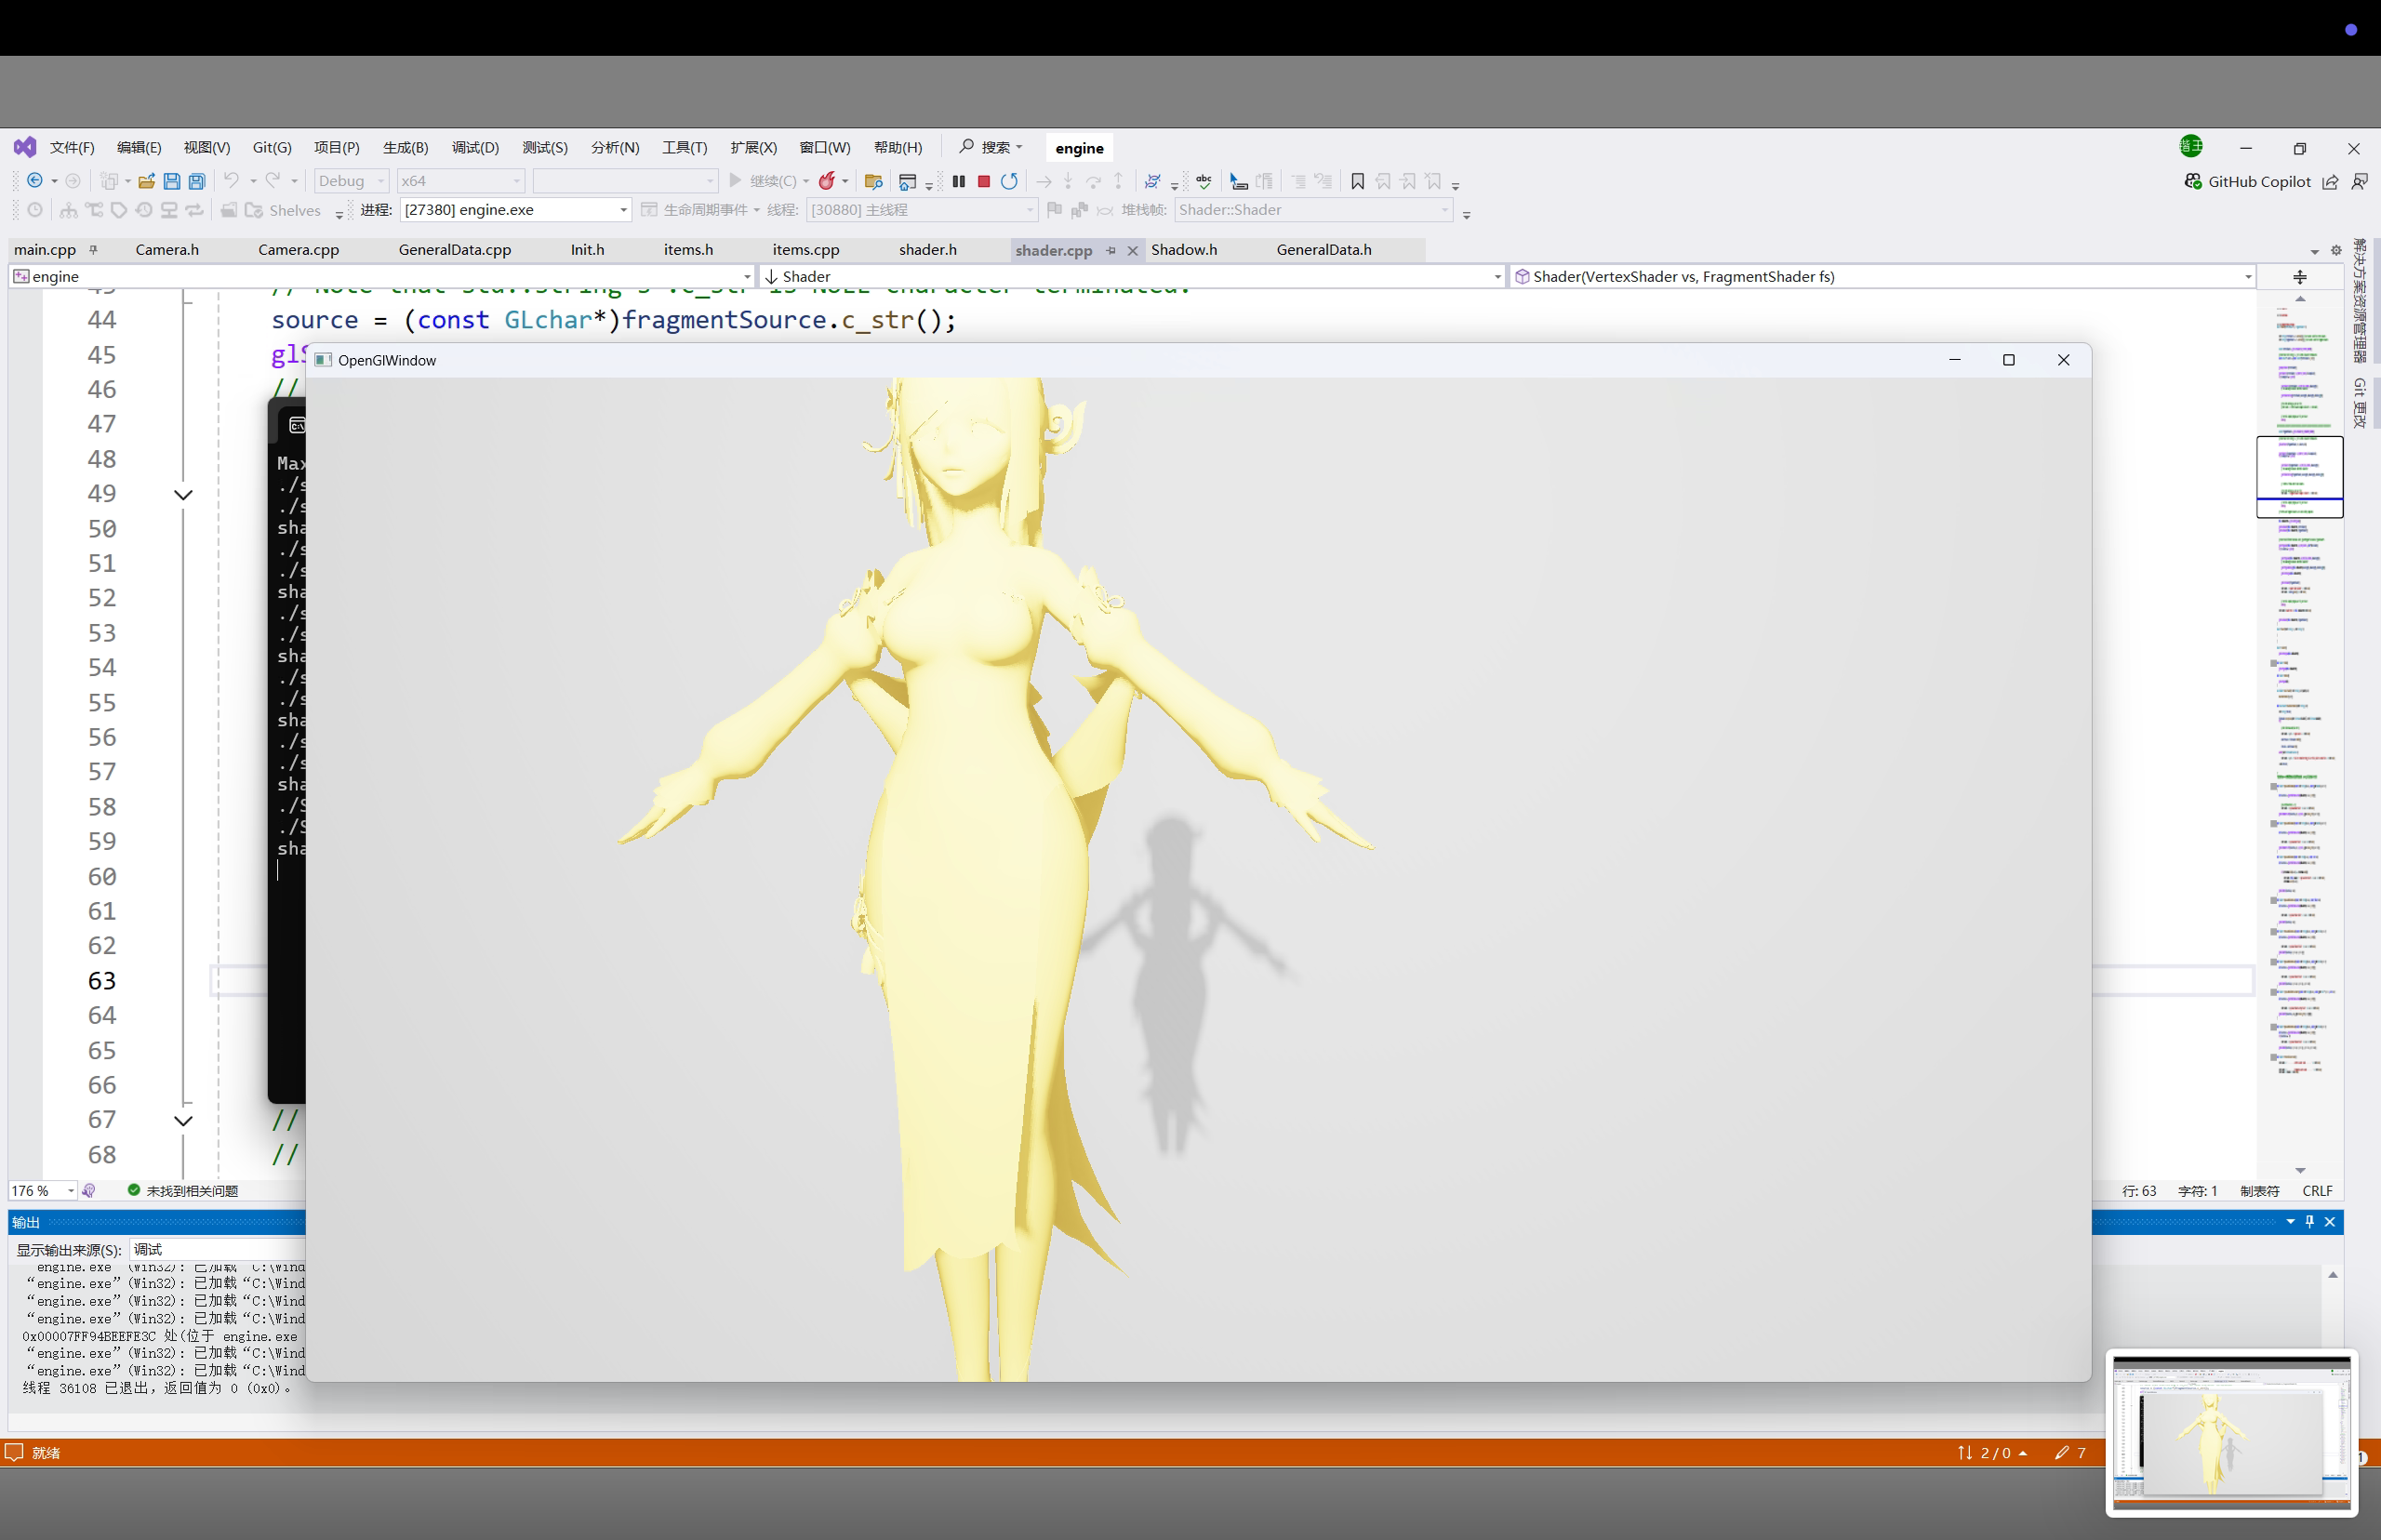 文件(F) 编辑(E) 视图(V) Git(G) 项目(P) 生成(B) 调试(D) 测试(S) 分析(N) 工具(T) 扩展(X) 窗口(W) 帮助(H) 搜索 engine
Debug x64 继续(C) abc GitHub Copilot
Shelves 进程: [27380] engine.exe 生命周期事件 线程: [30880] 主线程 堆栈帧: Shader::Shader
main.cpp Camera.h Camera.cpp GeneralData.cpp Init.h items.h items.cpp shader.h shader.cpp Shadow.h GeneralData.h
解决方案资源管理器
Git 更改
engine Shader Shader(VertexShader vs, FragmentShader fs)
44 source = (const GLchar*)fragmentSource.c_str();
45 glS
OpenGlWindow
46 //
47
48 Max
49 ./s
./s
50 sha
./s
51 ./s
52 sha
./s
53 ./s
54 sha
./s
55 ./s
sha
56 ./s
57 ./s
sha
58 ./S
59 ./S
sha
60
61
62
63
64
65
66
67 //
68 //
176 % 未找到相关问题 行: 63 字符: 1 制表符 CRLF
输出
显示输出来源(S): 调试
“engine.exe”(Win32): 已加载“C:\Wind
“engine.exe”(Win32): 已加载“C:\Wind
“engine.exe”(Win32): 已加载“C:\Wind
“engine.exe”(Win32): 已加载“C:\Wind
0x00007FF94BEEFE3C 处(位于 engine.exe
“engine.exe”(Win32): 已加载“C:\Wind
“engine.exe”(Win32): 已加载“C:\Wind
线程 36108 已退出，返回值为 0 (0x0)。
就绪 2 / 0 7